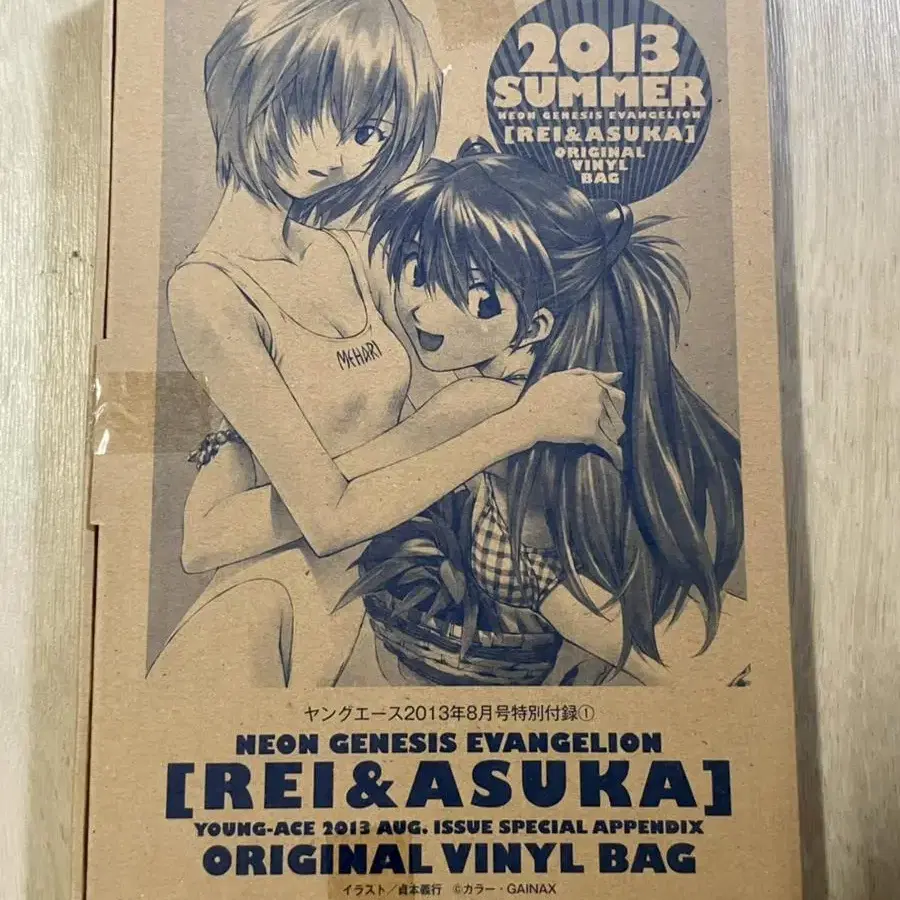 2013
SUMMER
NEON GENESIS EVANGELION
[REI&ASUKA]
ORIGINAL
VINYL
BAG
MEHARI
ヤングエース2013年8月号特別付録①
NEON GENESIS EVANGELION
[REI&ASUKA]
YOUNG-ACE 2013 AUG. ISSUE SPECIAL APPENDIX
ORIGINAL VINYL BAG
イラスト/貞本義行 ©カラー・GAINAX